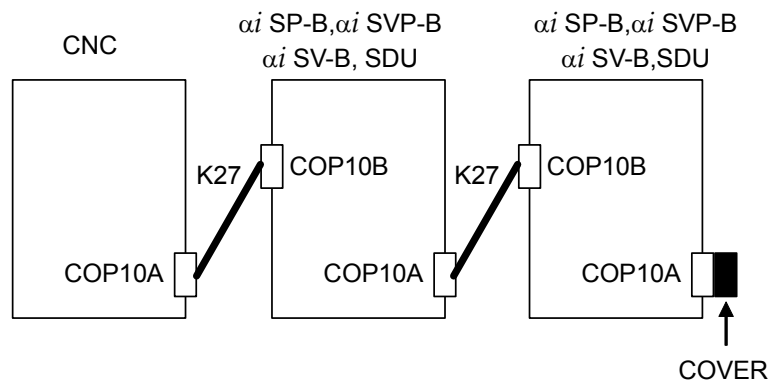 CNC
αi SP-B,αi SVP-B
αi SV-B, SDU
αi SP-B,αi SVP-B
αi SV-B,SDU
K27
COP10B
K27
COP10B
COP10A
COP10A
COP10A
COVER